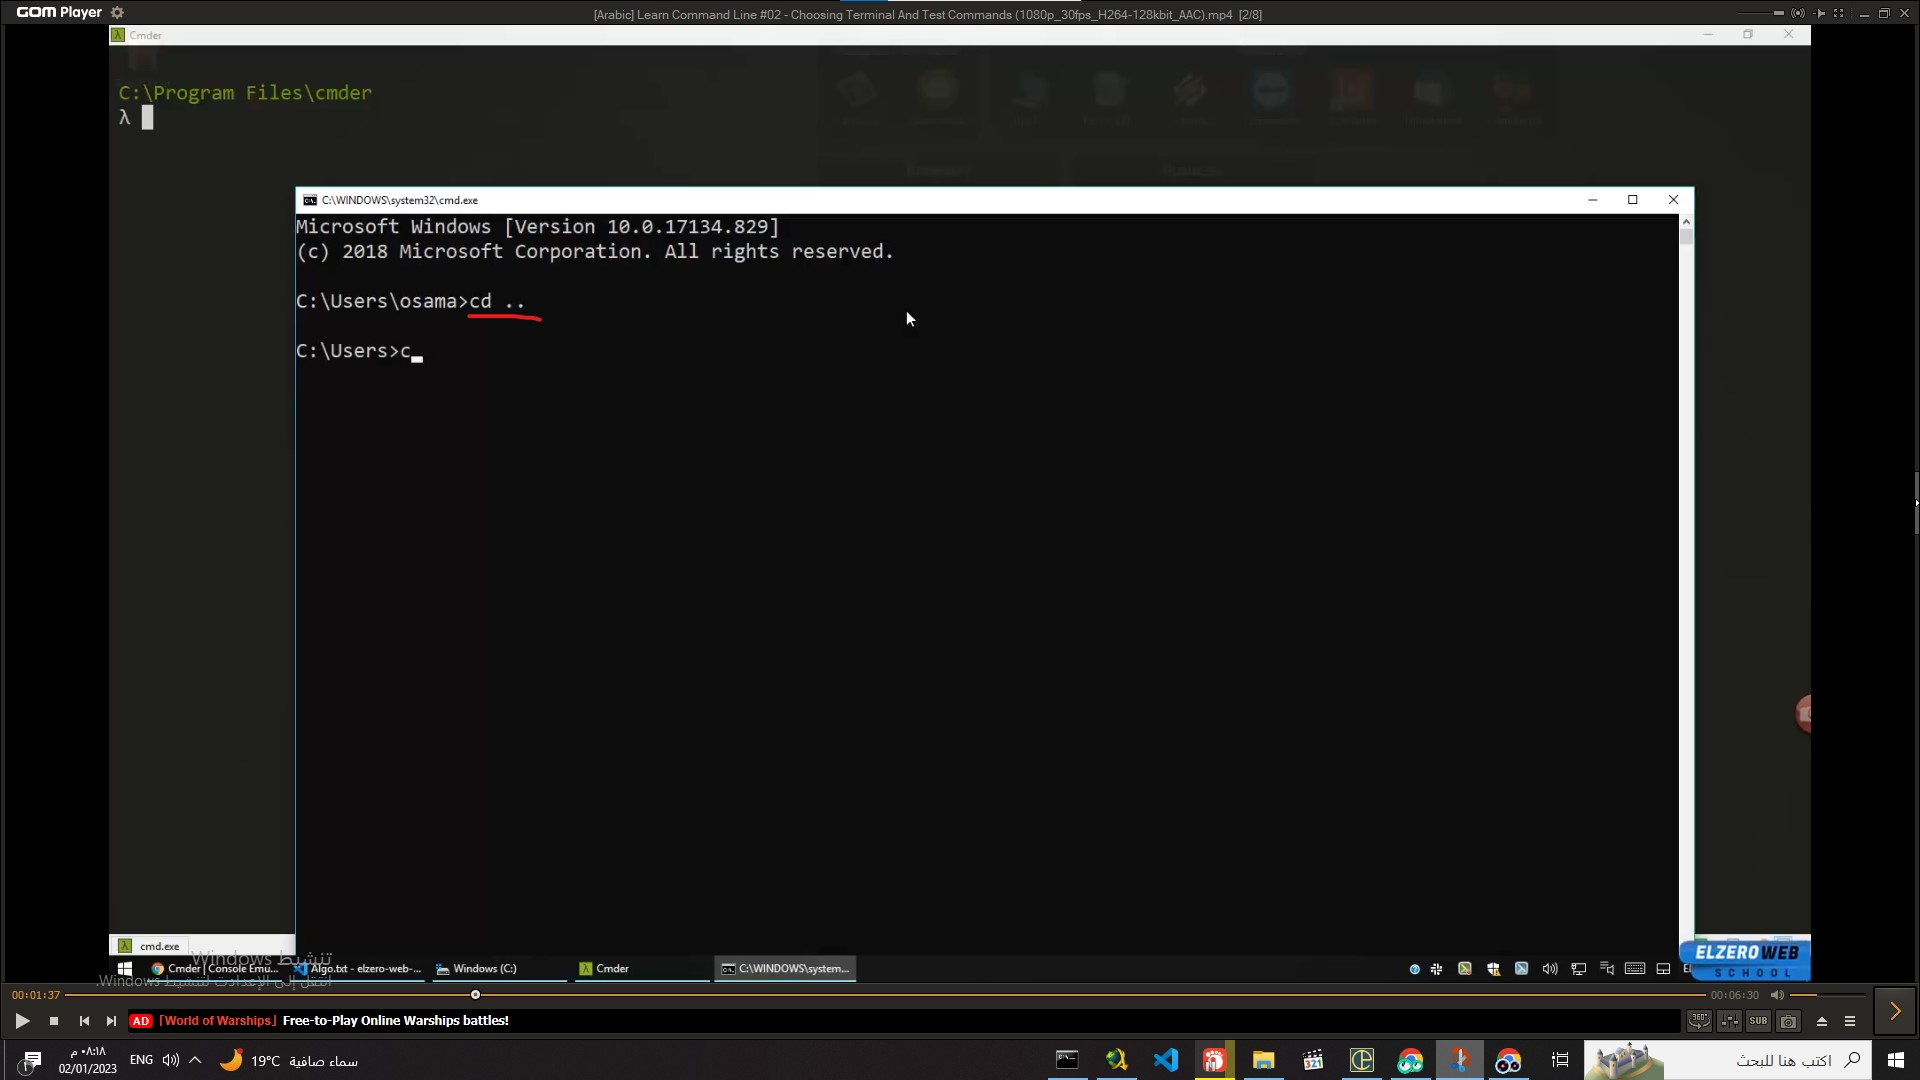 GOM Player
[Arabic] Learn Command Line #02 - Choosing Terminal And Test Commands (1080p_30fps_H264-128kbit_AAC).mp4 [2/8]
Cmder
C:\Program Files\cmder
λ
C:\WINDOWS\system32\cmd.exe
Microsoft Windows [Version 10.0.17134.829]
(c) 2018 Microsoft Corporation. All rights reserved.
C:\Users\osama>cd ..
C:\Users>c
cmd.exe
تنشيط Windows
انتقل إلى الإعدادات لتنشيط Windows.
Cmder | Console Emu...
Algo.txt - elzero-web-...
Windows (C:)
Cmder
C:\WINDOWS\system...
ELZERO WEB
SCHOOL
00:01:37
00:06:30
AD [World of Warships] Free-to-Play Online Warships battles!
360°
SUB
٠٨:١٨ م
02/01/2023
ENG
19°C سماء صافية
321
اكتب هنا للبحث